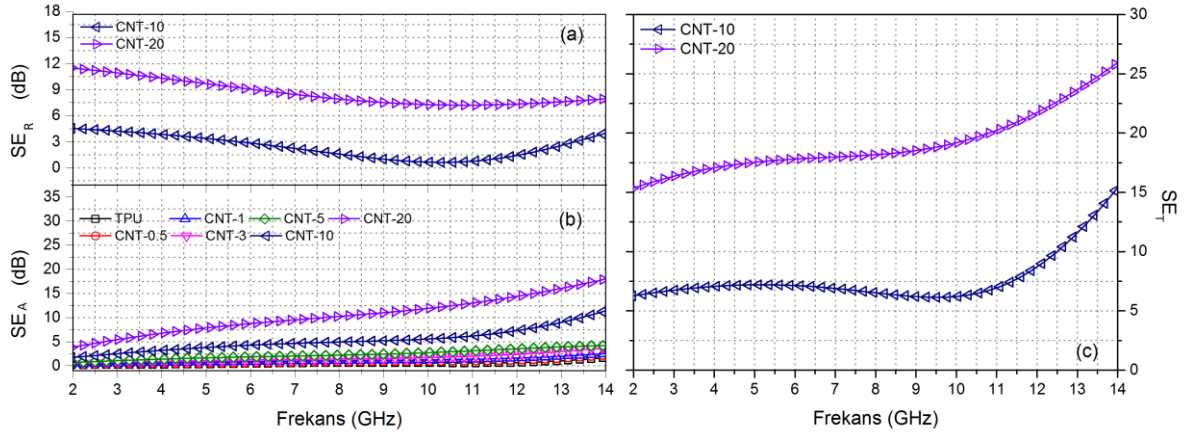 18
15
12
9
6
3
0
SE_R (dB)
CNT-10
CNT-20
(a)
35
30
25
20
15
10
5
0
SE_A (dB)
TPU CNT-1 CNT-5 CNT-20
CNT-0.5 CNT-3 CNT-10
(b)
2 3 4 5 6 7 8 9 10 11 12 13 14
Frekans (GHz)
CNT-10
CNT-20
30
25
20
15
10
5
0
SE_T
(c)
2 3 4 5 6 7 8 9 10 11 12 13 14
Frekans (GHz)